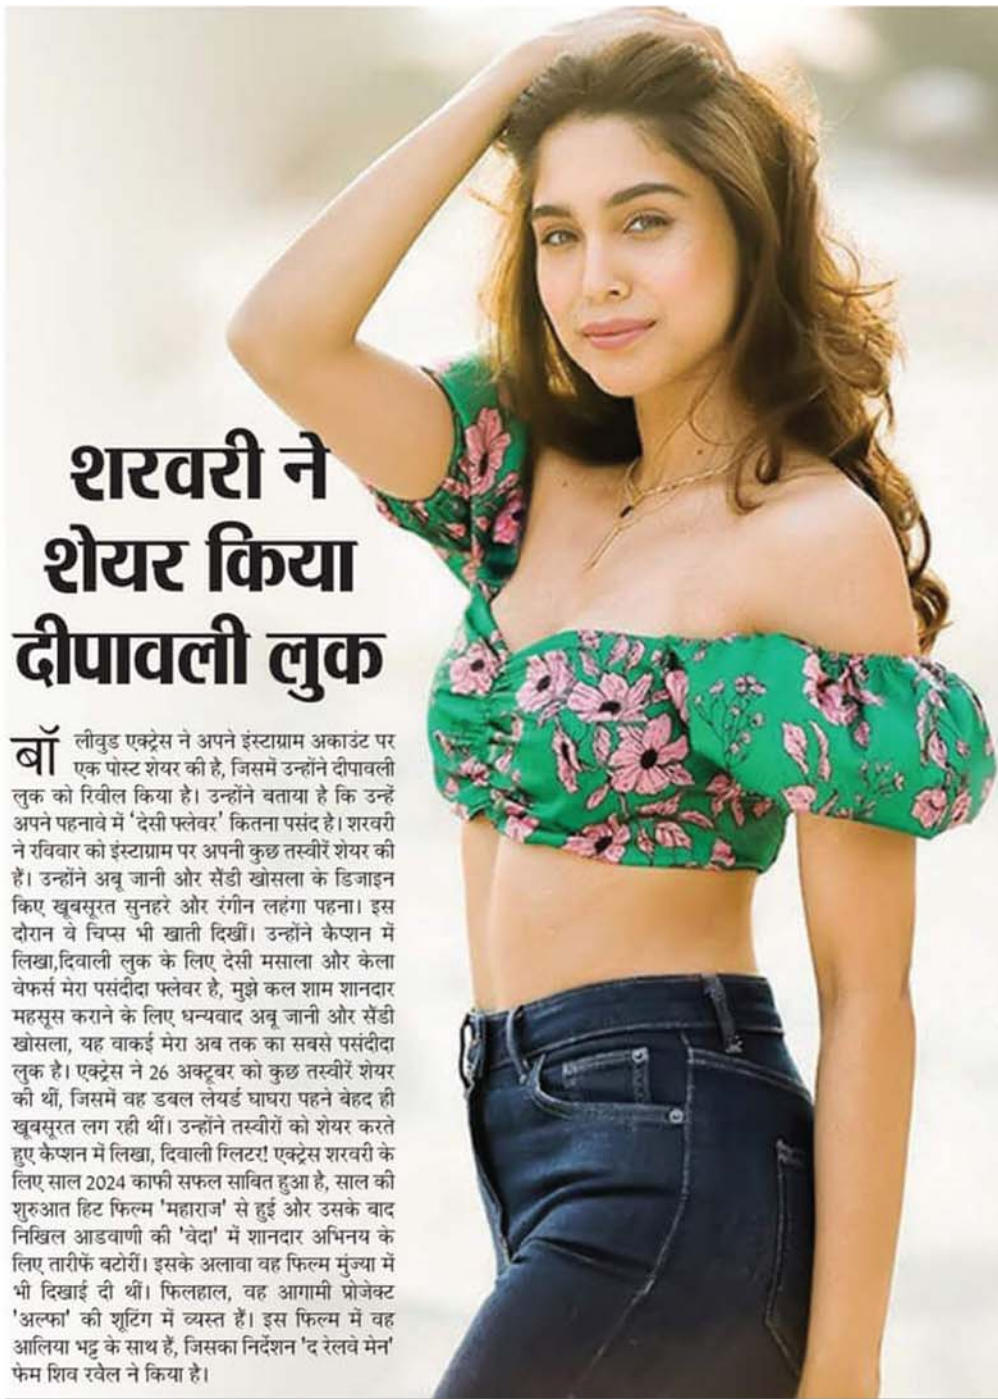 शरवरी ने
शेयर किया
दीपावली लुक
बॉलीवुड एक्ट्रेस ने अपने इंस्टाग्राम अकाउंट पर
एक पोस्ट शेयर की है, जिसमें उन्होंने दीपावली
लुक को रिवील किया है। उन्होंने बताया है कि उन्हें
अपने पहनावे में ‘देसी फ्लेवर’ कितना पसंद है। शरवरी
ने रविवार को इंस्टाग्राम पर अपनी कुछ तस्वीरें शेयर की
हैं। उन्होंने अबू जानी और सैंडी खोसला के डिजाइन
किए खूबसूरत सुनहरे और रंगीन लहंगा पहना। इस
दौरान वे चिप्स भी खाती दिखीं। उन्होंने कैप्शन में
लिखा,दिवाली लुक के लिए देसी मसाला और केला
वेफर्स मेरा पसंदीदा फ्लेवर है, मुझे कल शाम शानदार
महसूस कराने के लिए धन्यवाद अबू जानी और सैंडी
खोसला, यह वाकई मेरा अब तक का सबसे पसंदीदा
लुक है। एक्ट्रेस ने 26 अक्टूबर को कुछ तस्वीरें शेयर
की थीं, जिसमें वह डबल लेयर्ड घाघरा पहने बेहद ही
खूबसूरत लग रही थीं। उन्होंने तस्वीरों को शेयर करते
हुए कैप्शन में लिखा, दिवाली ग्लिटर! एक्ट्रेस शरवरी के
लिए साल 2024 काफी सफल साबित हुआ है, साल की
शुरुआत हिट फिल्म 'महाराज' से हुई और उसके बाद
निखिल आडवाणी की 'वेदा' में शानदार अभिनय के
लिए तारीफें बटोरीं। इसके अलावा वह फिल्म मुंज्या में
भी दिखाई दी थीं। फिलहाल, वह आगामी प्रोजेक्ट
'अल्फा' की शूटिंग में व्यस्त हैं। इस फिल्म में वह
आलिया भट्ट के साथ हैं, जिसका निर्देशन 'द रेलवे मेन'
फेम शिव रवैल ने किया है।